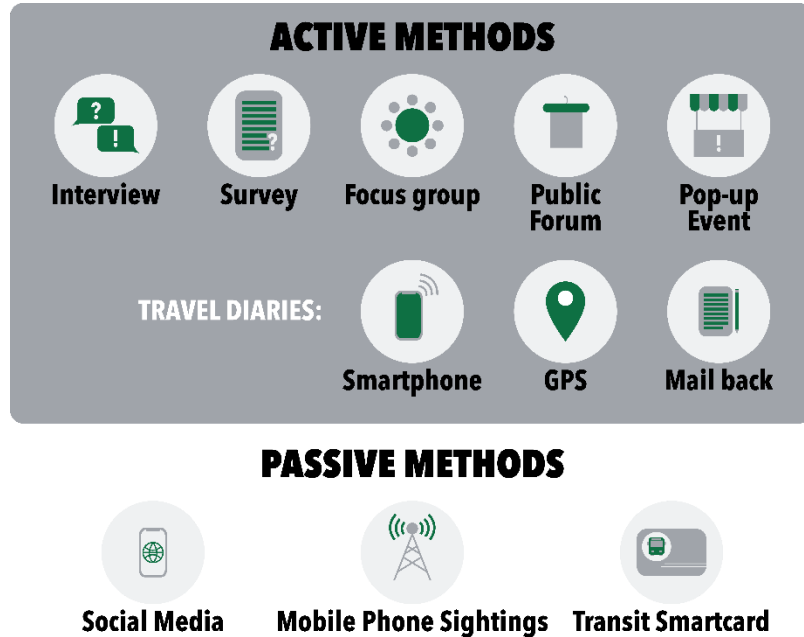 ACTIVE METHODS
?
!
?
!
Interview
Survey
Focus group
Public
Forum
Pop-up
Event
TRAVEL DIARIES:
Smartphone
GPS
Mail back
PASSIVE METHODS
Social Media
Mobile Phone Sightings
Transit Smartcard